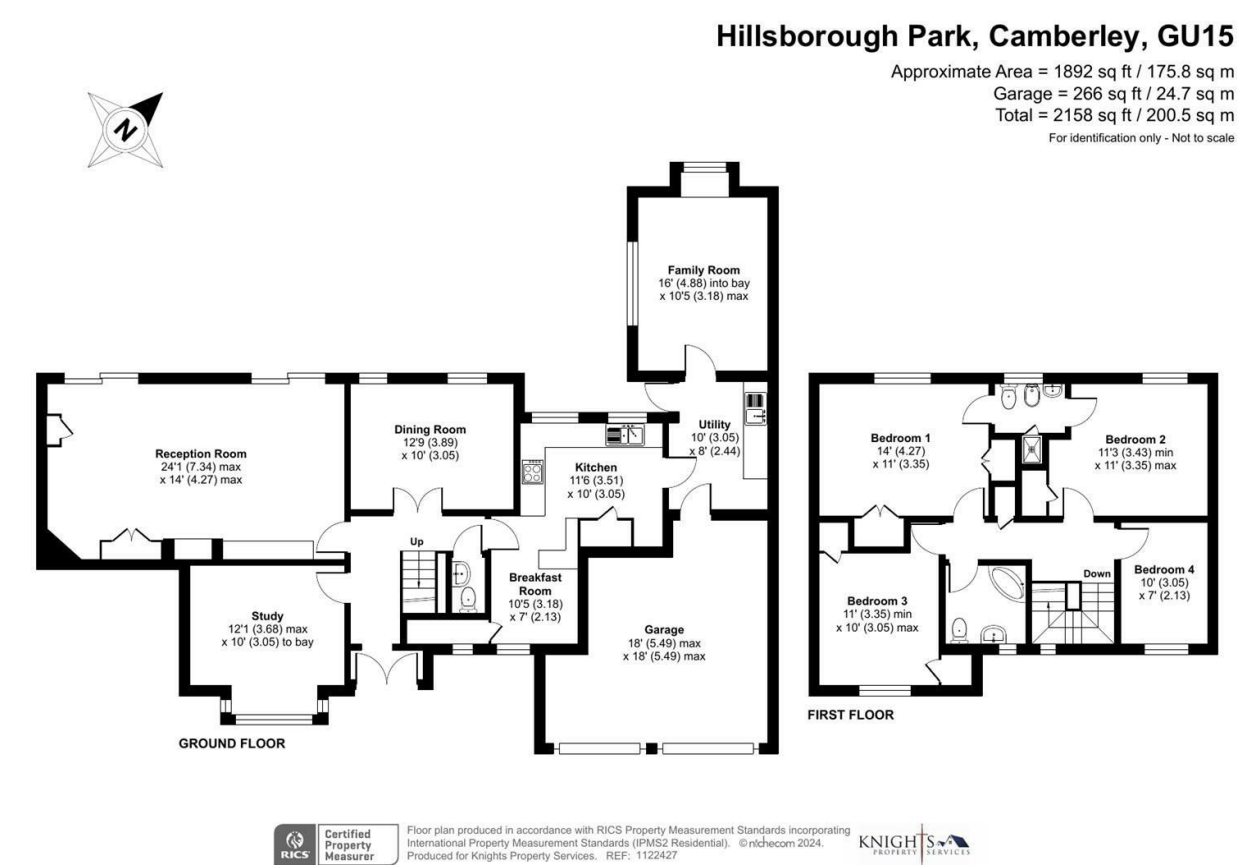 Hillsborough Park, Camberley, GU15
Approximate Area = 1892 sq ft / 175.8 sq m
Garage = 266 sq ft / 24.7 sq m
Total = 2158 sq ft / 200.5 sq m
For identification only - Not to scale
N
Family Room
16' (4.88) into bay
x 10'5 (3.18) max
Reception Room
24'1 (7.34) max
x 14' (4.27) max
Dining Room
12'9 (3.89)
x 10' (3.05)
Utility
10' (3.05)
x 8' (2.44)
Kitchen
11'6 (3.51)
x 10' (3.05)
Up
Breakfast
Room
10'5 (3.18)
x 7' (2.13)
Study
12'1 (3.68) max
x 10' (3.05) to bay
Garage
18' (5.49) max
x 18' (5.49) max
GROUND FLOOR
Bedroom 1
14' (4.27)
x 11' (3.35)
Bedroom 2
11'3 (3.43) min
x 11' (3.35) max
Bedroom 3
11' (3.35) min
x 10' (3.05) max
Down
Bedroom 4
10' (3.05)
x 7' (2.13)
FIRST FLOOR
RICS
Certified
Property
Measurer
Floor plan produced in accordance with RICS Property Measurement Standards incorporating
International Property Measurement Standards (IPMS2 Residential). © nichecom 2024.
Produced for Knights Property Services. REF: 1122427
KNIGHTS
PROPERTY SERVICES